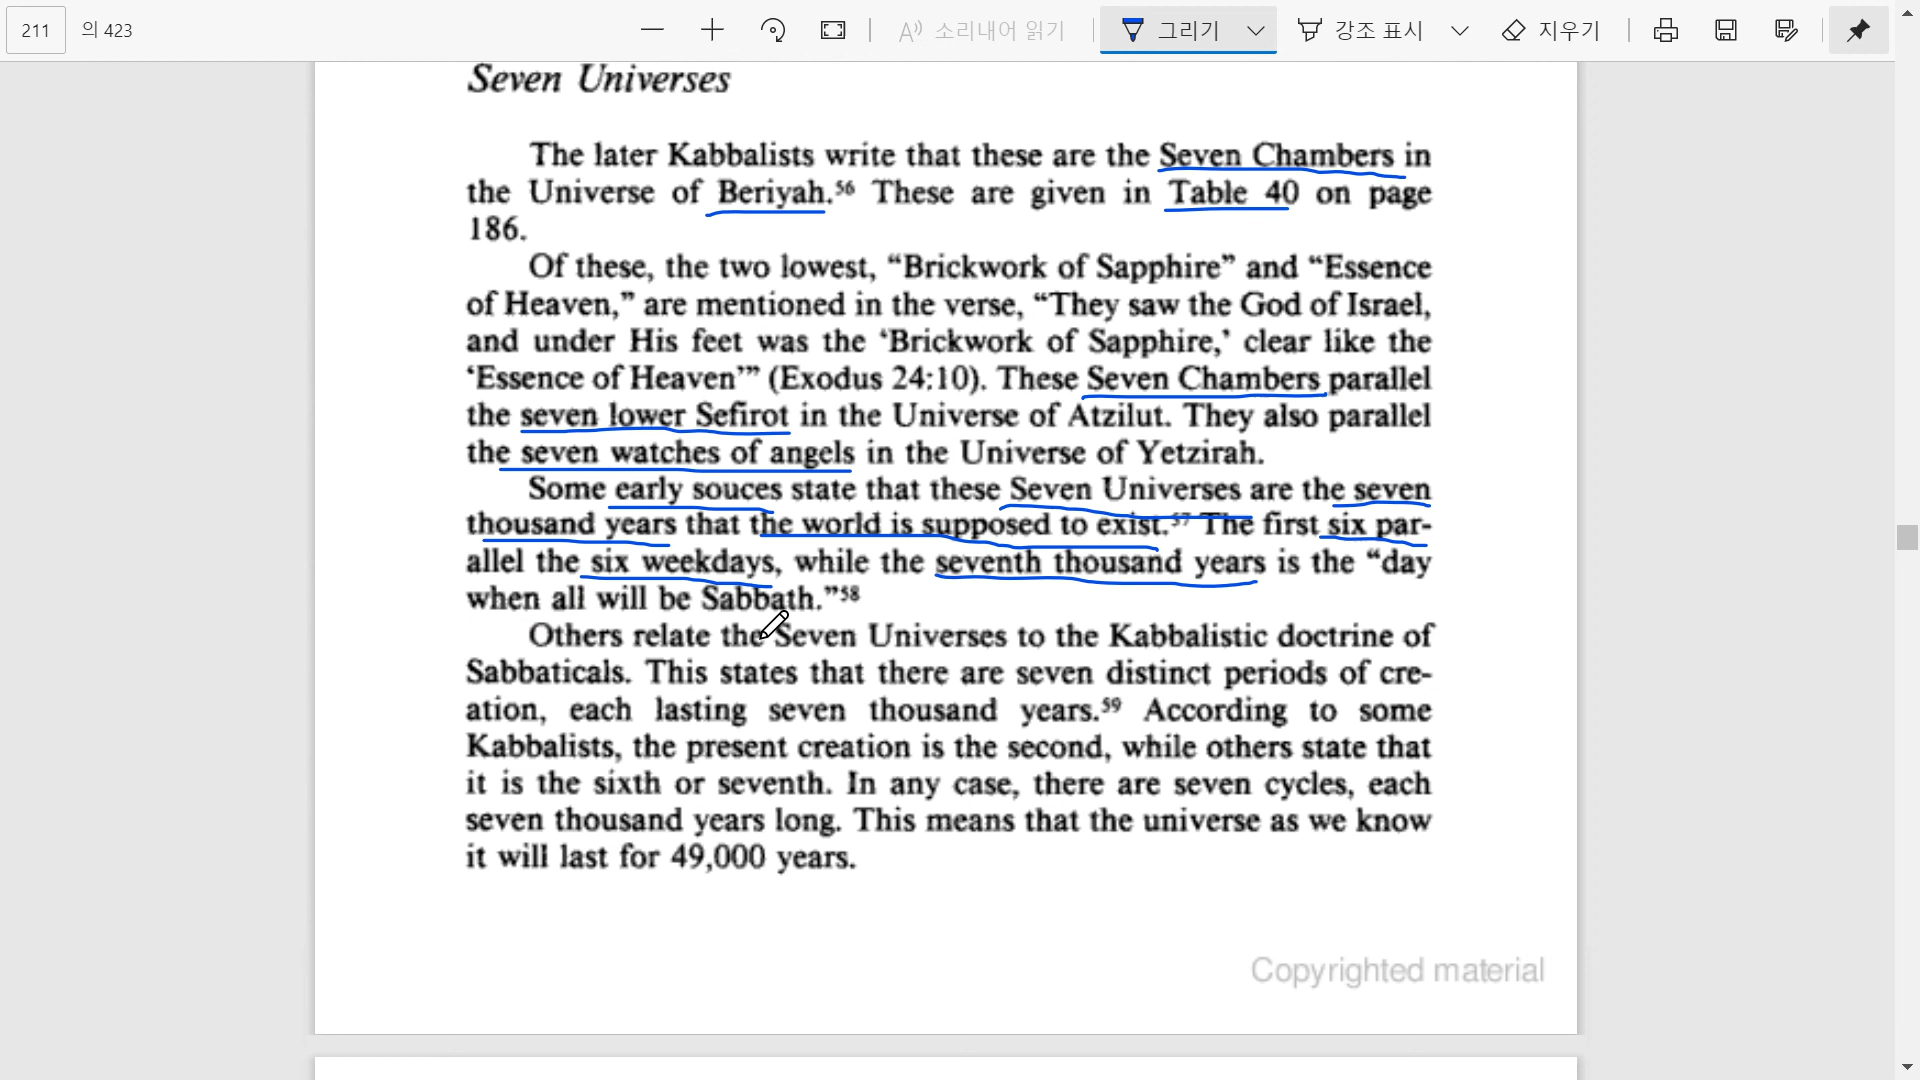 211 의 423 소리내어 읽기 그리기 강조 표시 지우기
Seven Universes
The later Kabbalists write that these are the Seven Chambers in
the Universe of Beriyah.56 These are given in Table 40 on page
186.
Of these, the two lowest, “Brickwork of Sapphire” and “Essence
of Heaven,” are mentioned in the verse, “They saw the God of Israel,
and under His feet was the ‘Brickwork of Sapphire,’ clear like the
‘Essence of Heaven’” (Exodus 24:10). These Seven Chambers parallel
the seven lower Sefirot in the Universe of Atzilut. They also parallel
the seven watches of angels in the Universe of Yetzirah.
Some early souces state that these Seven Universes are the seven
thousand years that the world is supposed to exist.57 The first six par-
allel the six weekdays, while the seventh thousand years is the “day
when all will be Sabbath.”58
Others relate the Seven Universes to the Kabbalistic doctrine of
Sabbaticals. This states that there are seven distinct periods of cre-
ation, each lasting seven thousand years.59 According to some
Kabbalists, the present creation is the second, while others state that
it is the sixth or seventh. In any case, there are seven cycles, each
seven thousand years long. This means that the universe as we know
it will last for 49,000 years.
Copyrighted material